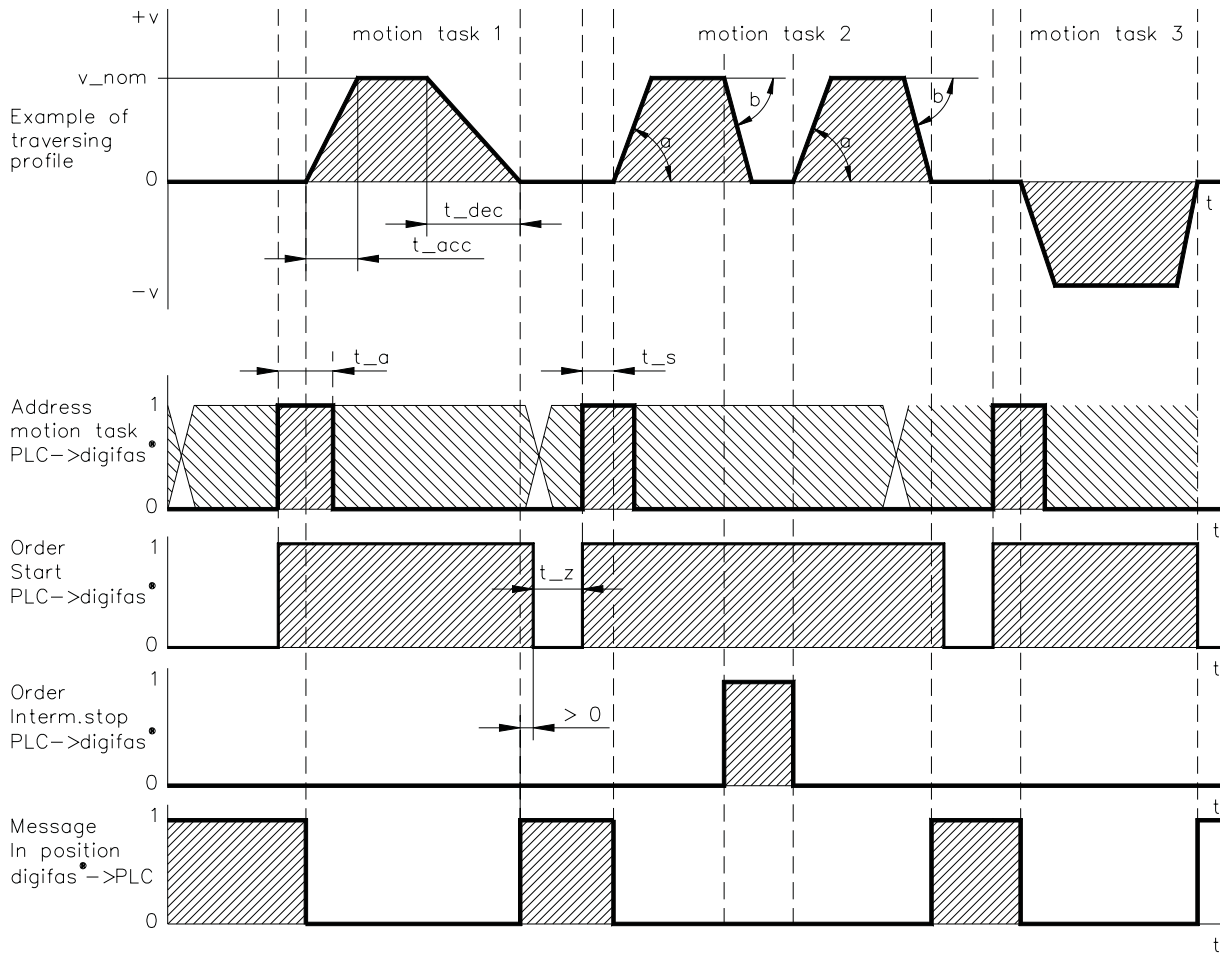 +v
motion task 1
motion task 2
motion task 3
v_nom
b
b
Example of
traversing
profile
a
a
0
t
t_dec
t_acc
-v
t_a
t_s
Address
motion task
PLC->digifas®
1
0
t
Order
Start
PLC->digifas®
1
t_z
0
t
Order
Interm.stop
PLC->digifas®
1
> 0
0
t
Message
In position
digifas®->PLC
1
0
t